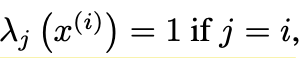 λ_j (x^{(i)}) = 1 if j = i,